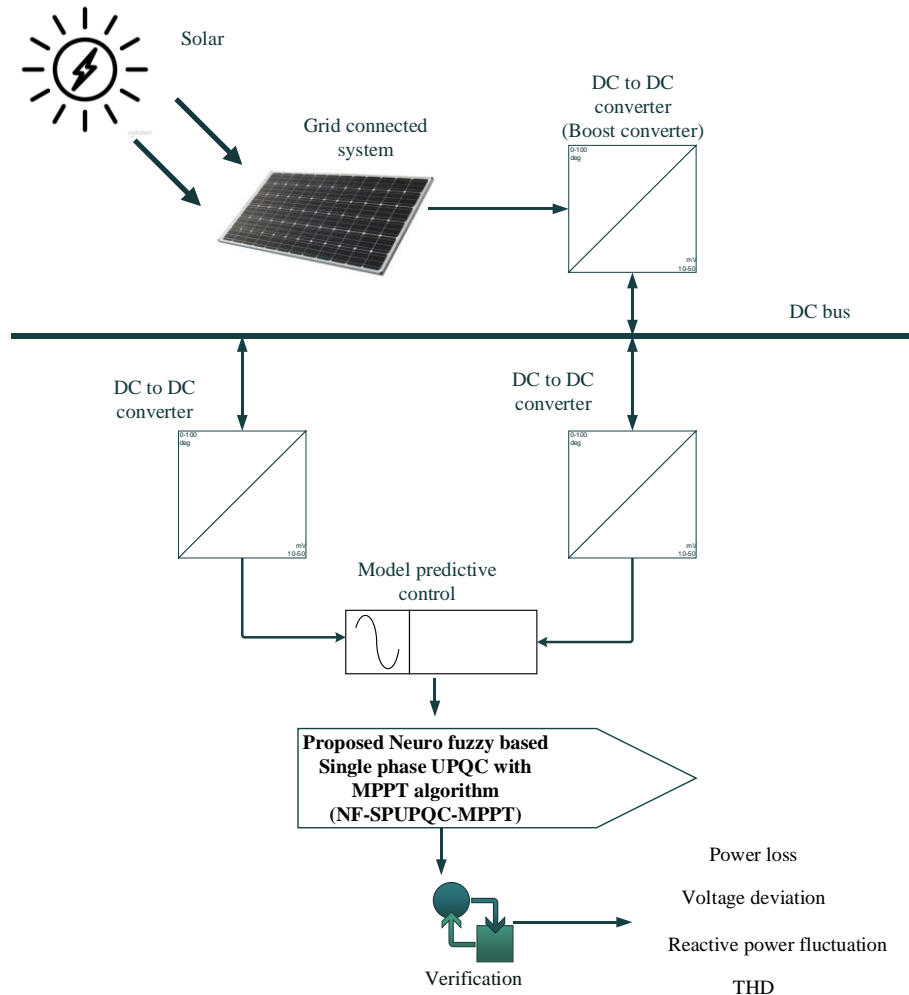 Solar
Grid connected
system
DC to DC
converter
(Boost converter)
0-100
deg
mV
10-50
DC bus
DC to DC
converter
0-100
deg
mV
10-50
DC to DC
converter
0-100
deg
mV
10-50
Model predictive
control
Proposed Neuro fuzzy based
Single phase UPQC with
MPPT algorithm
(NF-SPUPQC-MPPT)
Verification
Power loss
Voltage deviation
Reactive power fluctuation
THD